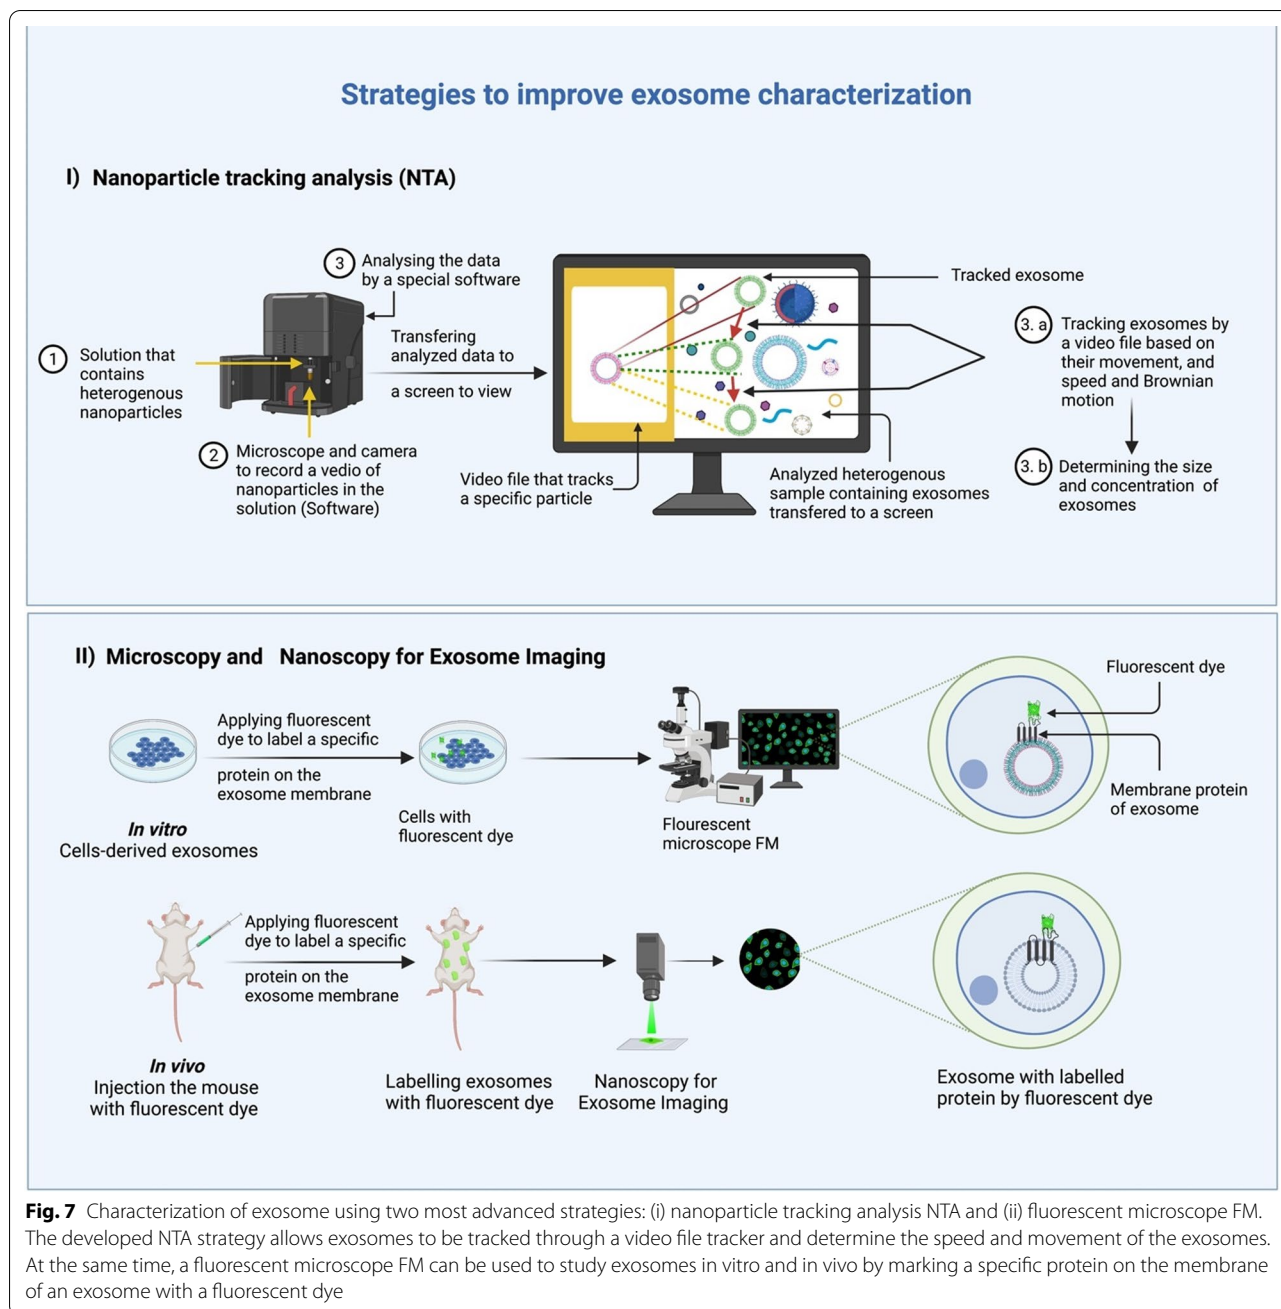 Strategies to improve exosome characterization
I) Nanoparticle tracking analysis (NTA)
1
Solution that
contains
heterogenous
nanoparticles
2
Microscope and camera
to record a vedio of
nanoparticles in the
solution (Software)
3
Analysing the data
by a special software
Transfering
analyzed data to
a screen to view
Video file that tracks
a specific particle
Tracked exosome
Analyzed heterogenous
sample containing exosomes
transfered to a screen
3. a
Tracking exosomes by
a video file based on
their movement, and
speed and Brownian
motion
3. b
Determining the size
and concentration of
exosomes
II) Microscopy and Nanoscopy for Exosome Imaging
In vitro
Cells-derived exosomes
Applying fluorescent
dye to label a specific
protein on the
exosome membrane
Cells with
fluorescent dye
Flourescent
microscope FM
Fluorescent dye
Membrane protein
of exosome
In vivo
Injection the mouse
with fluorescent dye
Applying fluorescent
dye to label a specific
protein on the
exosome membrane
Labelling exosomes
with fluorescent dye
Nanoscopy for
Exosome Imaging
Exosome with labelled
protein by fluorescent dye
Fig. 7 Characterization of exosome using two most advanced strategies: (i) nanoparticle tracking analysis NTA and (ii) fluorescent microscope FM.
The developed NTA strategy allows exosomes to be tracked through a video file tracker and determine the speed and movement of the exosomes.
At the same time, a fluorescent microscope FM can be used to study exosomes in vitro and in vivo by marking a specific protein on the membrane
of an exosome with a fluorescent dye